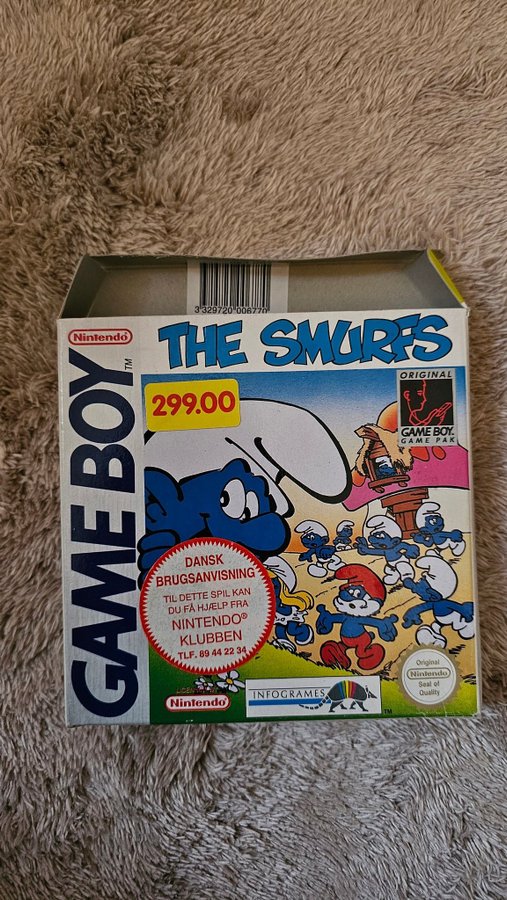 3 329720 006770
Nintendo
GAME BOY
TM
THE SMURFS
299.00
ORIGINAL
GAME BOY
GAME PAK
DANSK
BRUGSANVISNING
TIL DETTE SPIL KAN
DU FÅ HJÆLP FRA
NINTENDO®
KLUBBEN
TLF. 89 44 22 34
Nintendo
INFOGRAMES
TM
Original
Nintendo
Seal of
Quality